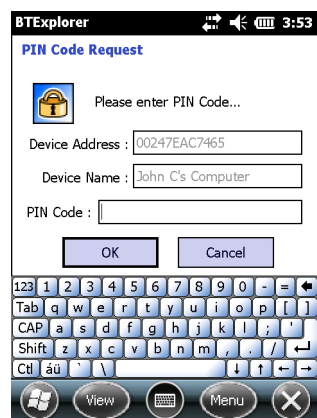 BTExplorer 3:53
PIN Code Request
Please enter PIN Code...
Device Address : 00247EAC7465
Device Name : John C's Computer
PIN Code :
OK Cancel
123 1 2 3 4 5 6 7 8 9 0 - =
Tab q w e r t y u i o p [ ]
CAP a s d f g h j k l ; '
Shift z x c v b n m , . /
Ctl áü ` \
View Menu